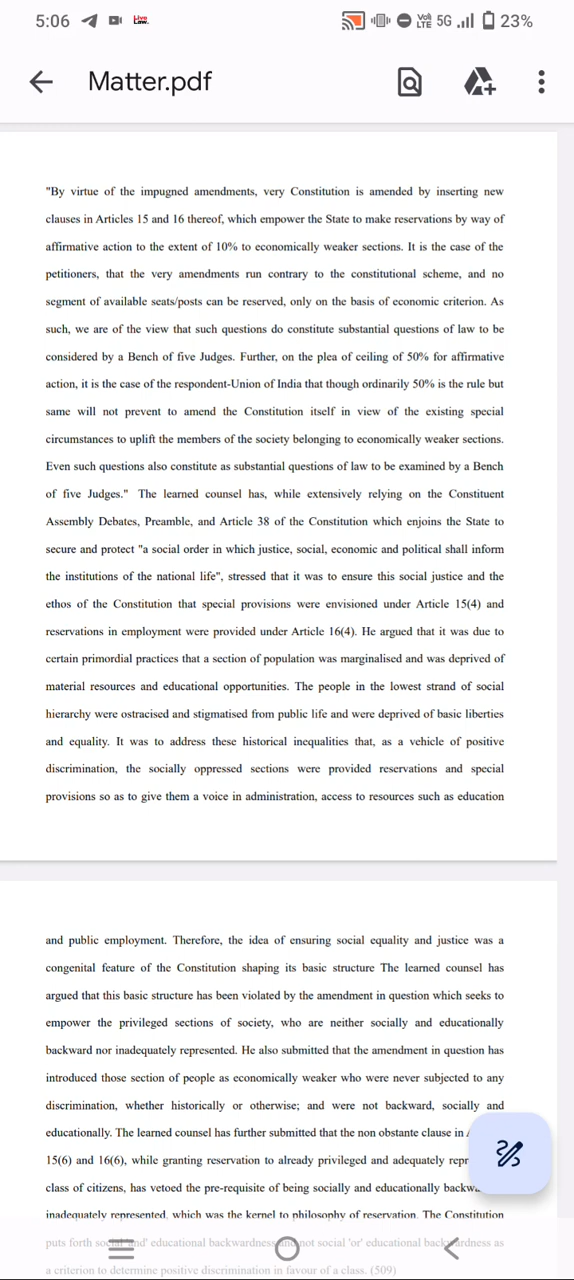 5:06 Live Law. Vo) LTE 5G 23%
Matter.pdf
"By virtue of the impugned amendments, very Constitution is amended by inserting new
clauses in Articles 15 and 16 thereof, which empower the State to make reservations by way of
affirmative action to the extent of 10% to economically weaker sections. It is the case of the
petitioners, that the very amendments run contrary to the constitutional scheme, and no
segment of available seats/posts can be reserved, only on the basis of economic criterion. As
such, we are of the view that such questions do constitute substantial questions of law to be
considered by a Bench of five Judges. Further, on the plea of ceiling of 50% for affirmative
action, it is the case of the respondent-Union of India that though ordinarily 50% is the rule but
same will not prevent to amend the Constitution itself in view of the existing special
circumstances to uplift the members of the society belonging to economically weaker sections.
Even such questions also constitute as substantial questions of law to be examined by a Bench
of five Judges." The learned counsel has, while extensively relying on the Constituent
Assembly Debates, Preamble, and Article 38 of the Constitution which enjoins the State to
secure and protect "a social order in which justice, social, economic and political shall inform
the institutions of the national life", stressed that it was to ensure this social justice and the
ethos of the Constitution that special provisions were envisioned under Article 15(4) and
reservations in employment were provided under Article 16(4). He argued that it was due to
certain primordial practices that a section of population was marginalised and was deprived of
material resources and educational opportunities. The people in the lowest strand of social
hierarchy were ostracised and stigmatised from public life and were deprived of basic liberties
and equality. It was to address these historical inequalities that, as a vehicle of positive
discrimination, the socially oppressed sections were provided reservations and special
provisions so as to give them a voice in administration, access to resources such as education
and public employment. Therefore, the idea of ensuring social equality and justice was a
congenital feature of the Constitution shaping its basic structure The learned counsel has
argued that this basic structure has been violated by the amendment in question which seeks to
empower the privileged sections of society, who are neither socially and educationally
backward nor inadequately represented. He also submitted that the amendment in question has
introduced those section of people as economically weaker who were never subjected to any
discrimination, whether historically or otherwise; and were not backward, socially and
educationally. The learned counsel has further submitted that the non obstante clause in
15(6) and 16(6), while granting reservation to already privileged and adequately repr
class of citizens, has vetoed the pre-requisite of being socially and educationally backwa
inadequately represented, which was the kernel to philosophy of reservation. The Constitution
puts forth social 'and' educational backwardness and not social 'or' educational backwardness as
a criterion to determine positive discrimination in favour of a class. (509)